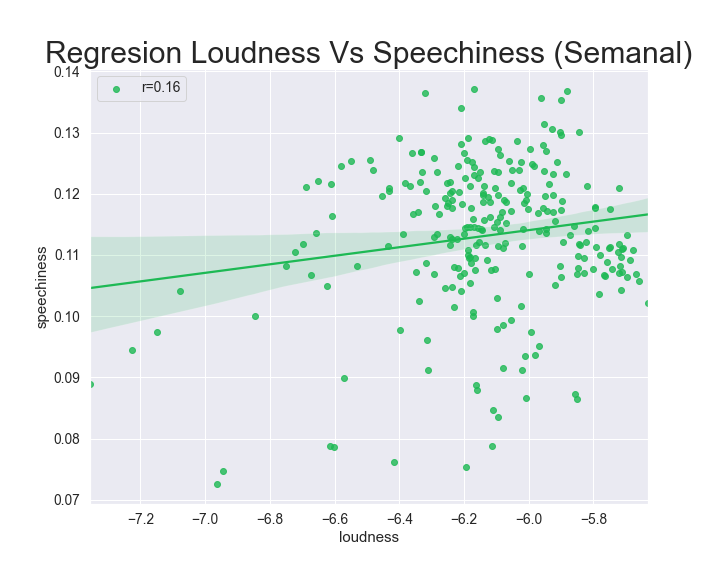 Regresion Loudness Vs Speechiness (Semanal)
r=0.16
speechiness
0.14
0.13
0.12
0.11
0.10
0.09
0.08
0.07
−7.2 −7.0 −6.8 −6.6 −6.4 −6.2 −6.0 −5.8
loudness